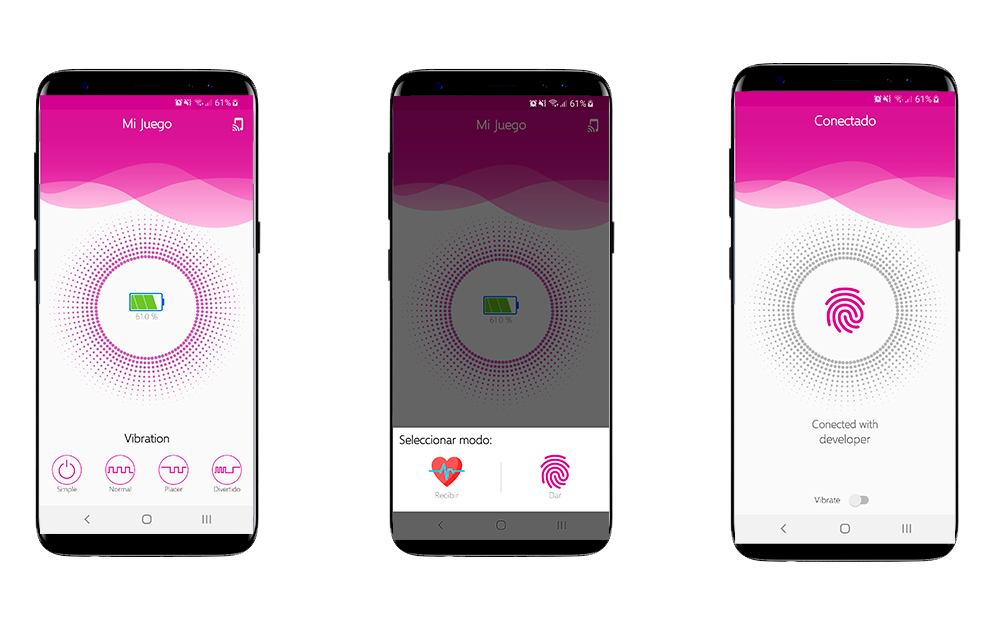 61%
Mi Juego
61.0 %
Vibration
Simple
Normal
Placer
Divertido
61%
Mi Juego
61.0 %
Seleccionar modo:
Recibir
Dar
61%
Conectado
Conected with
developer
Vibrate